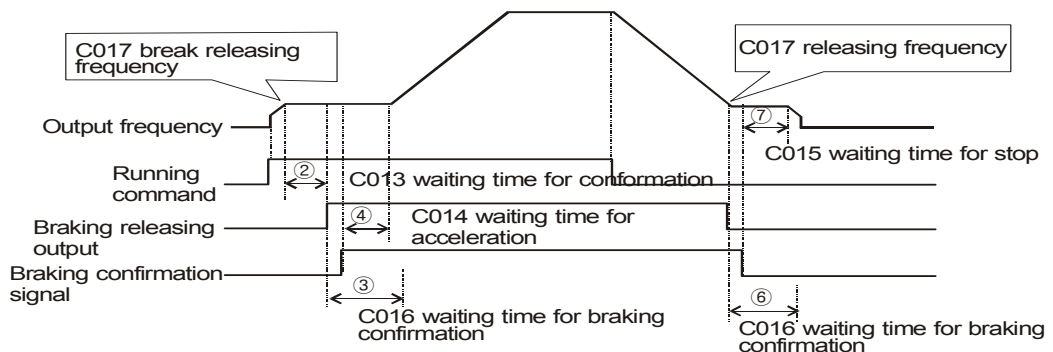 C017 break releasing
frequency
C017 releasing frequency
Output frequency
⑦
C015 waiting time for stop
Running
command
②
C013 waiting time for conformation
Braking releasing
output
④
C014 waiting time for
acceleration
Braking confirmation
signal
③
C016 waiting time for braking
confirmation
⑥
C016 waiting time for braking
confirmation